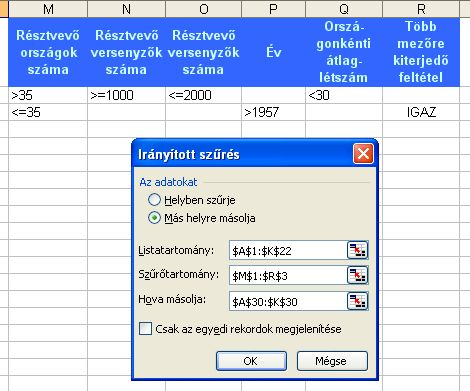 M N O P Q R
Résztvevő országok száma
Résztvevő versenyzők száma
Résztvevő versenyzők száma
Év
Orszá-gonkénti átlag-létszám
Több mezőre kiterjedő feltétel
>35 >=1000 <=2000 <30
<=35 >1957 IGAZ
Irányított szűrés
Az adatokat
Helyben szűrje
Más helyre másolja
Listatartomány: $A$1:$K$22
Szűrőtartomány: $M$1:$R$3
Hova másolja: $A$30:$K$30
Csak az egyedi rekordok megjelenítése
OK Mégse